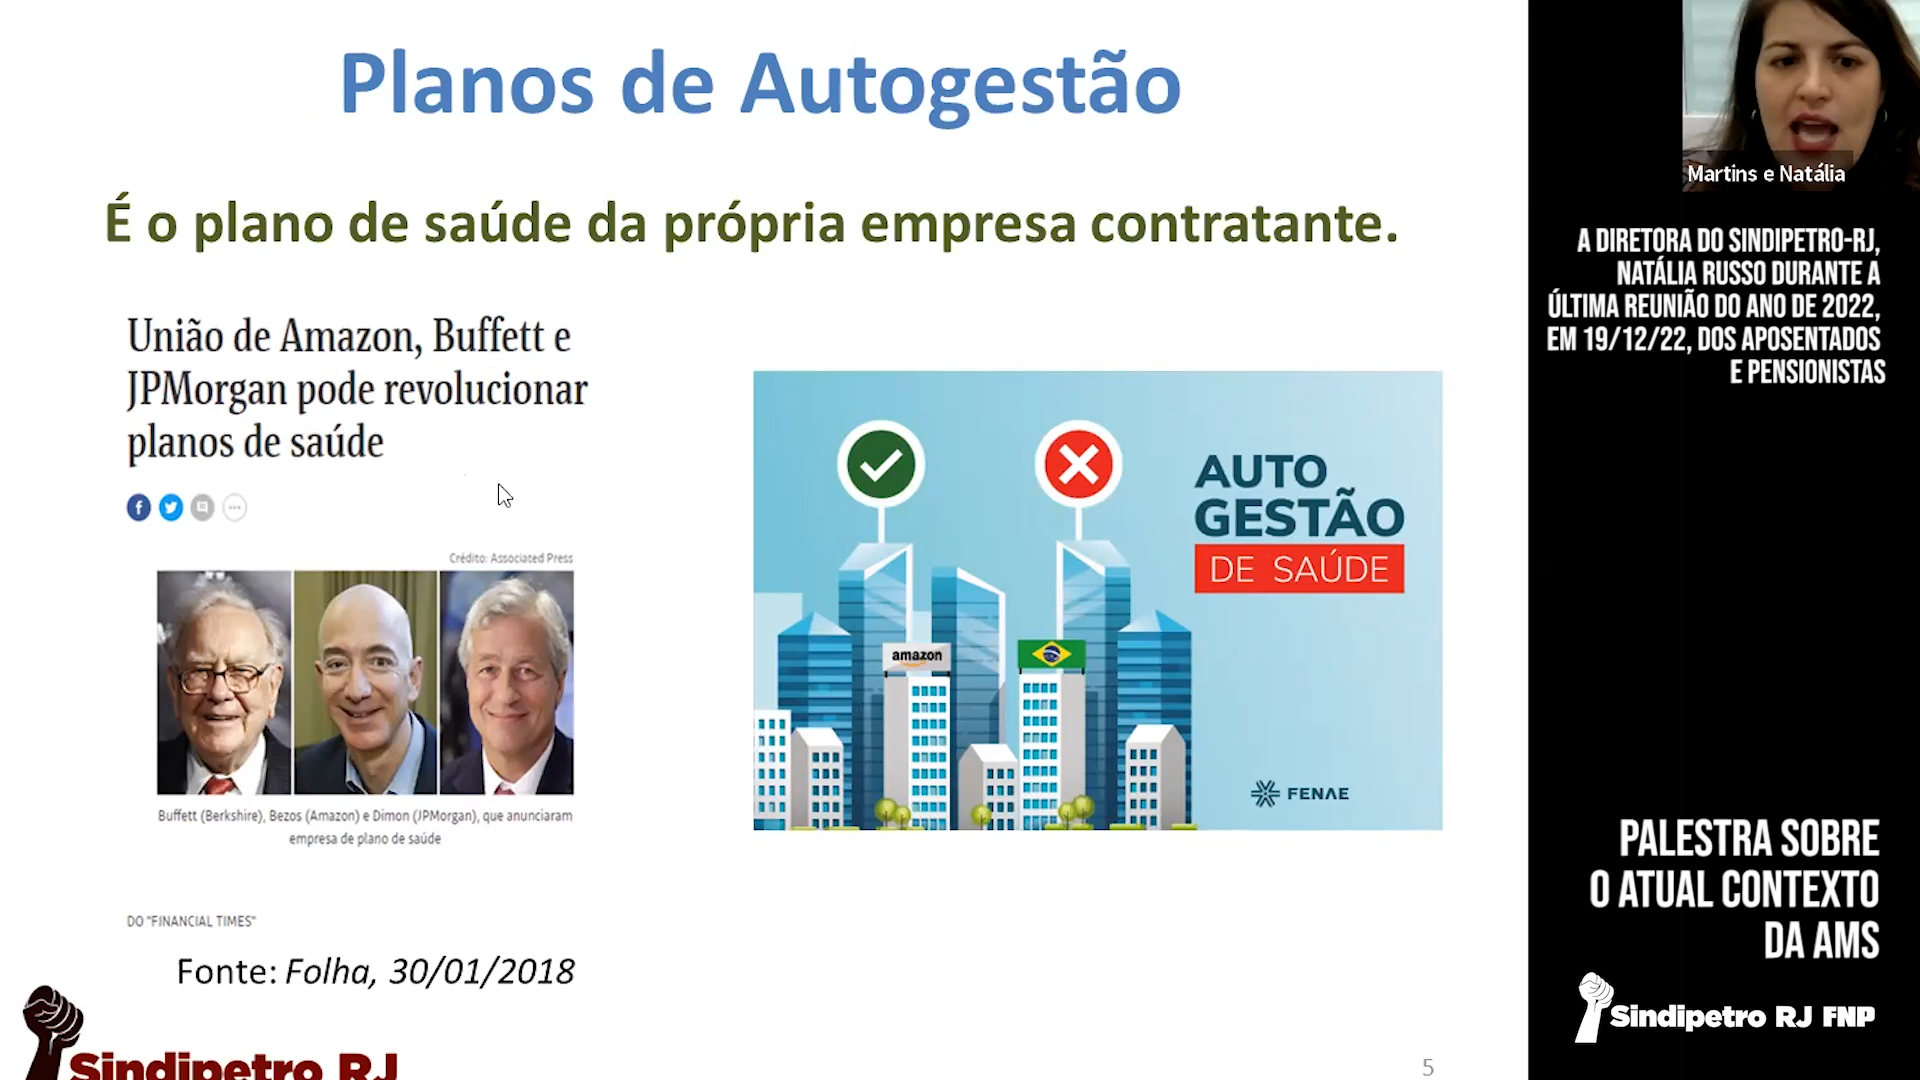 Planos de Autogestão
É o plano de saúde da própria empresa contratante.
União de Amazon, Buffett e
JPMorgan pode revolucionar
planos de saúde
Crédito: Associated Press
Buffett (Berkshire), Bezos (Amazon) e Dimon (JPMorgan), que anunciaram
empresa de plano de saúde
DO "FINANCIAL TIMES"
Fonte: Folha, 30/01/2018
Sindipetro RJ
AUTO
GESTÃO
DE SAÚDE
amazon
FENAE
5
Martins e Natália
A DIRETORA DO SINDIPETRO-RJ,
NATÁLIA RUSSO DURANTE A
ÚLTIMA REUNIÃO DO ANO DE 2022,
EM 19/12/22, DOS APOSENTADOS
E PENSIONISTAS
PALESTRA SOBRE
O ATUAL CONTEXTO
DA AMS
Sindipetro RJ FNP